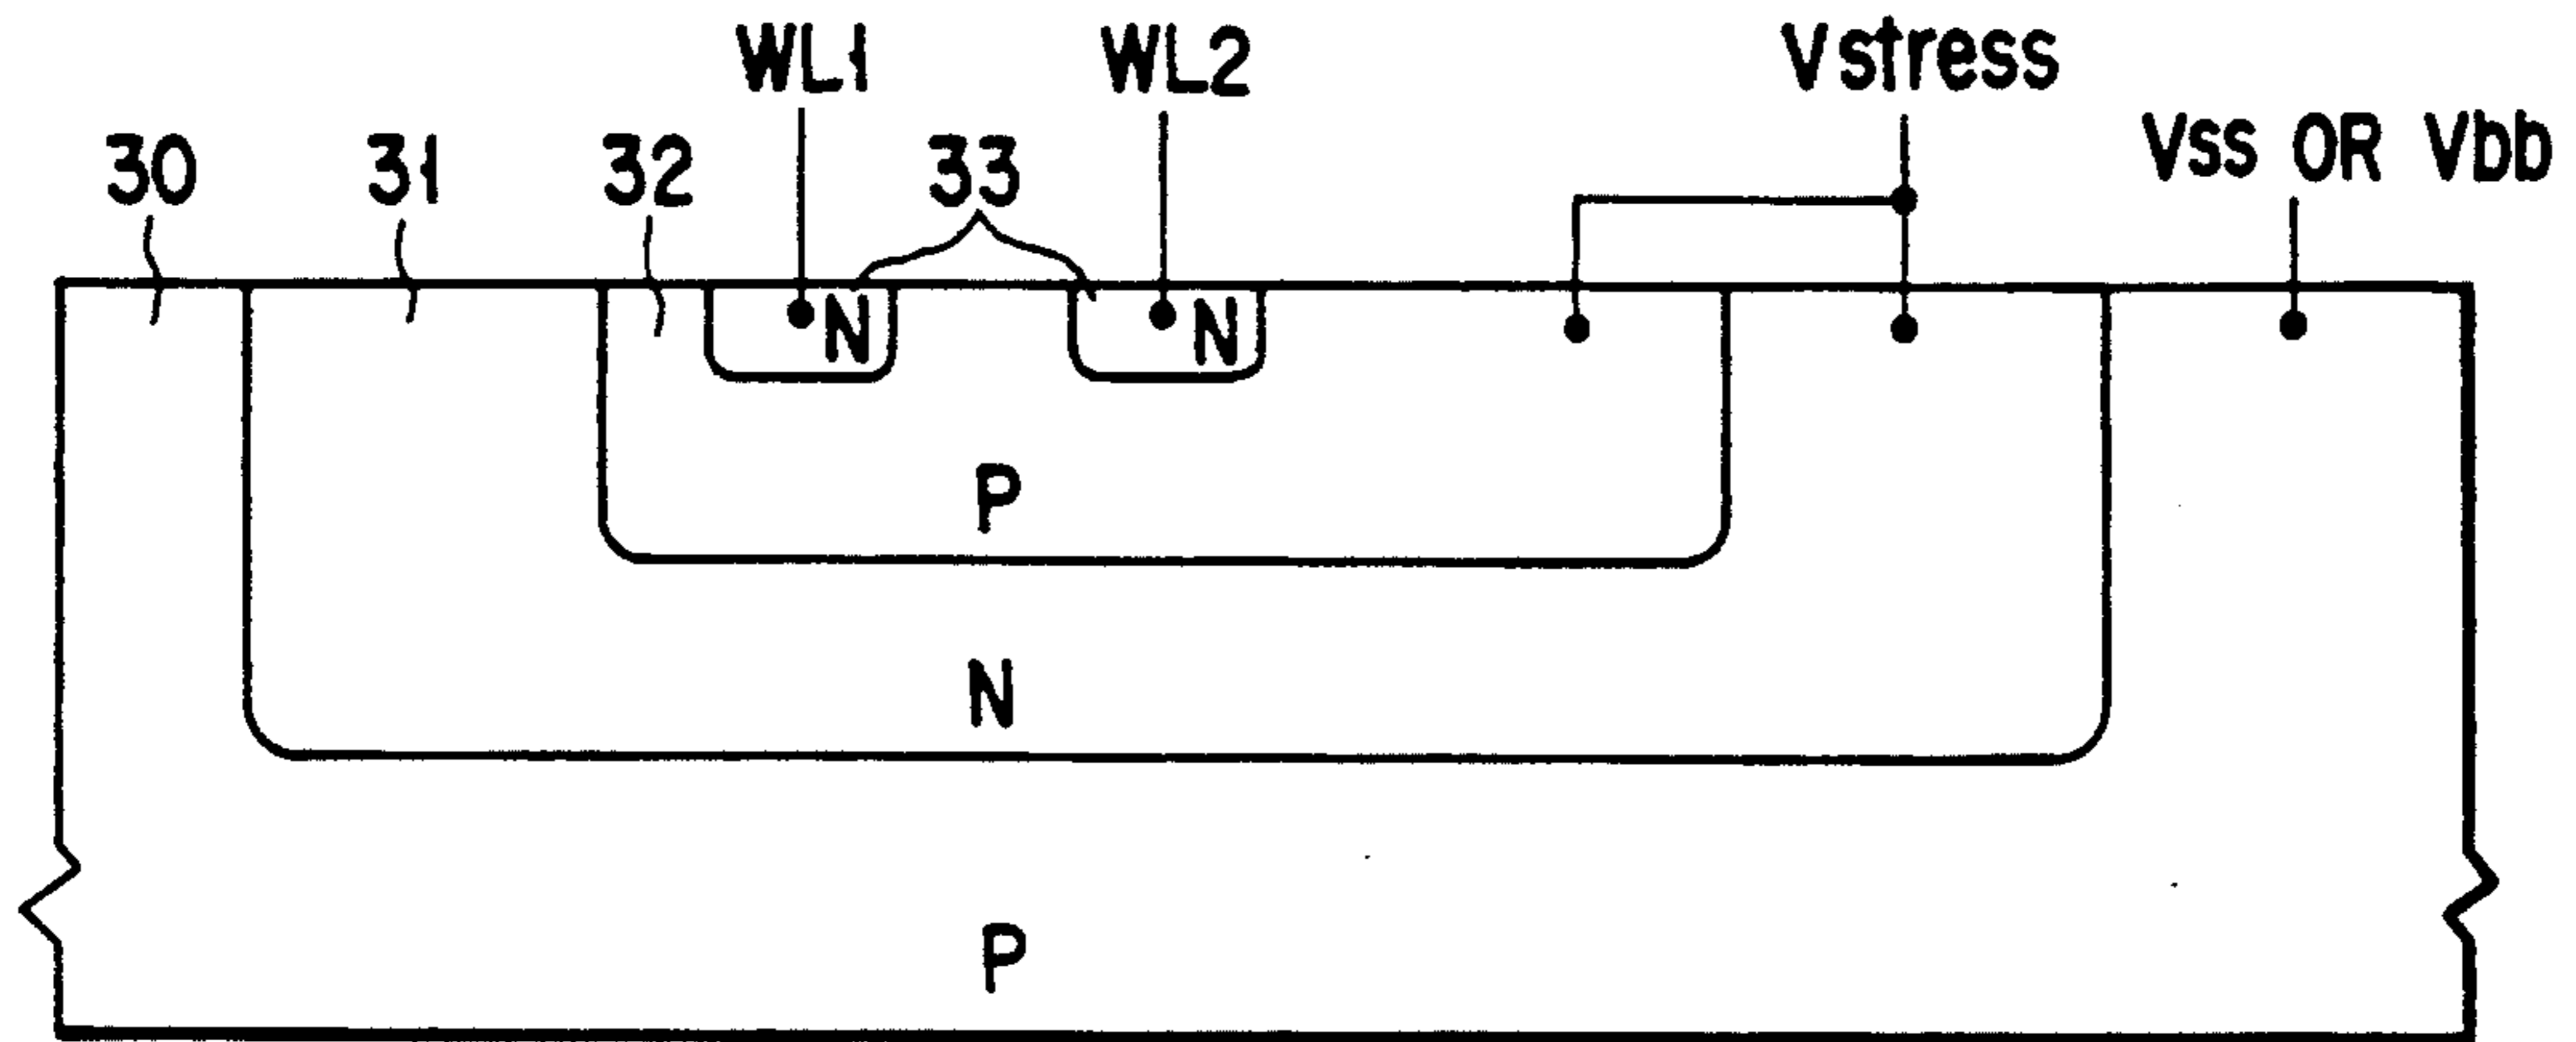 WL1 WL2 Vstress
30 31 32 33 Vss OR Vbb
N N
P
N
P